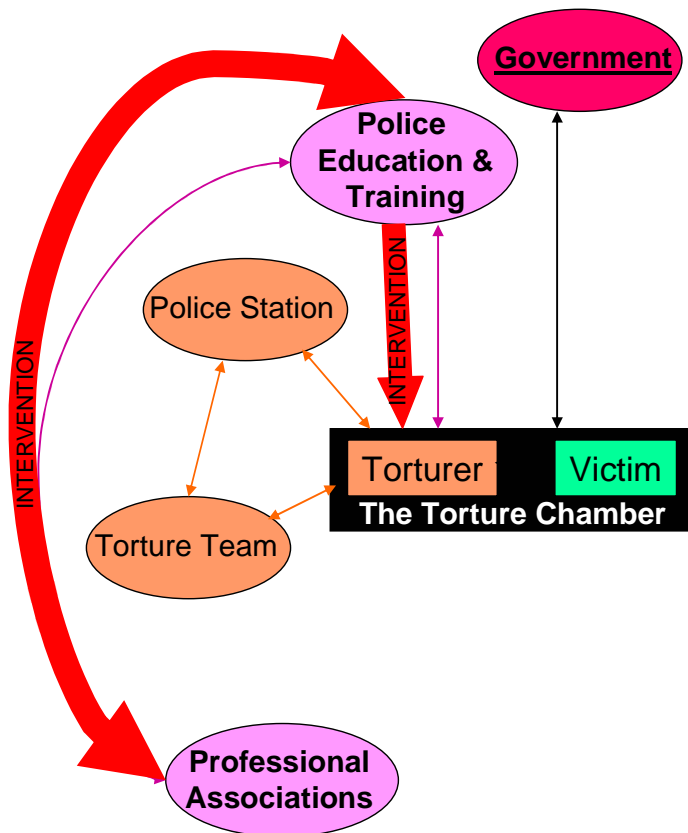 Government
Police
Education &
Training
INTERVENTION
Police Station
INTERVENTION
Torturer
Victim
The Torture Chamber
Torture Team
Professional
Associations